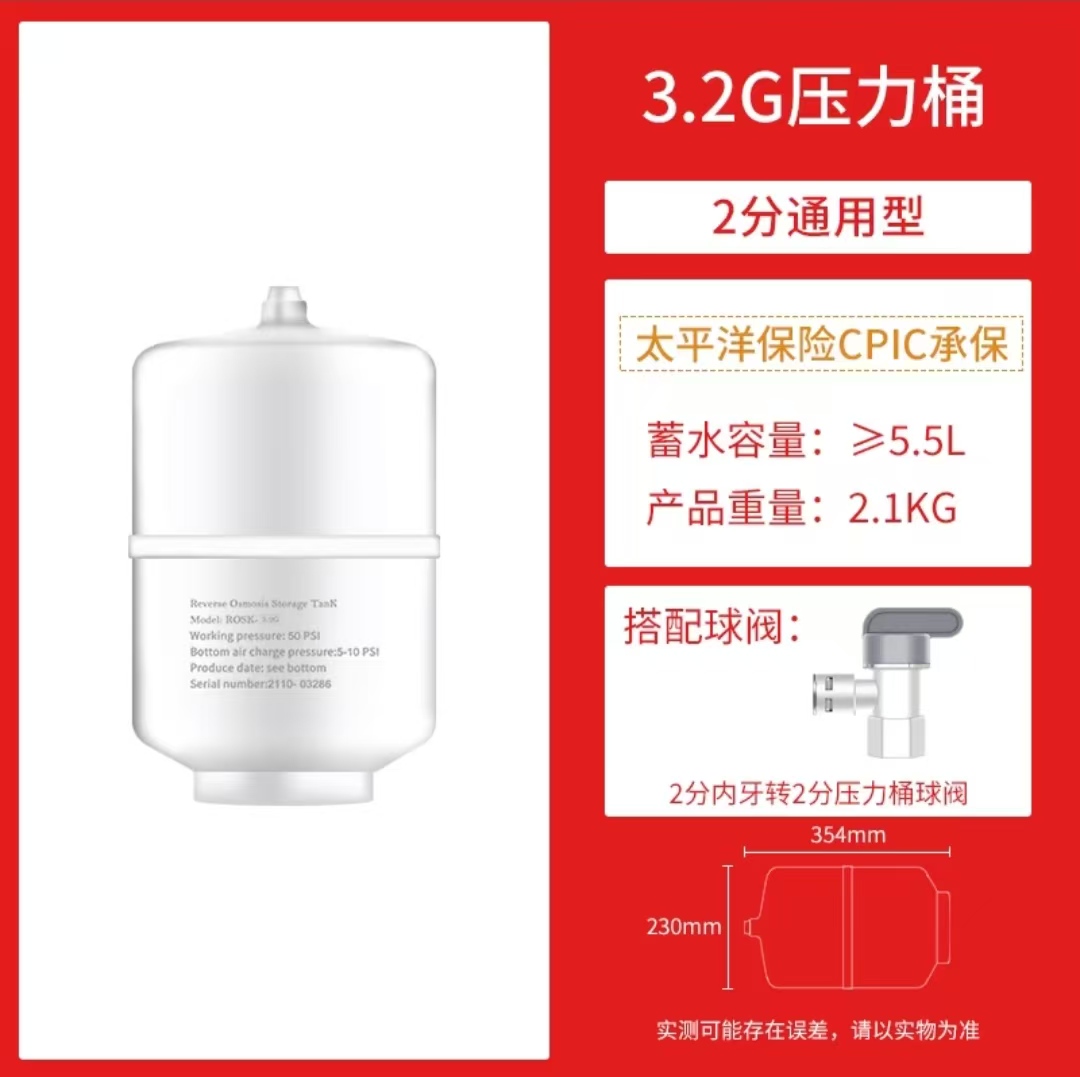 3.2G压力桶
2分通用型
太平洋保险CPIC承保
蓄水容量：≥5.5L
产品重量：2.1KG
Reverse Osmosis Storage TanK
Model: ROSK-
Working pressure: 50 PSI
Bottom air charge pressure:5-10 PSI
Produce date: see bottom
Serial number:2110- 03286
搭配球阀：
2分内牙转2分压力桶球阀
354mm
230mm
实测可能存在误差，请以实物为准